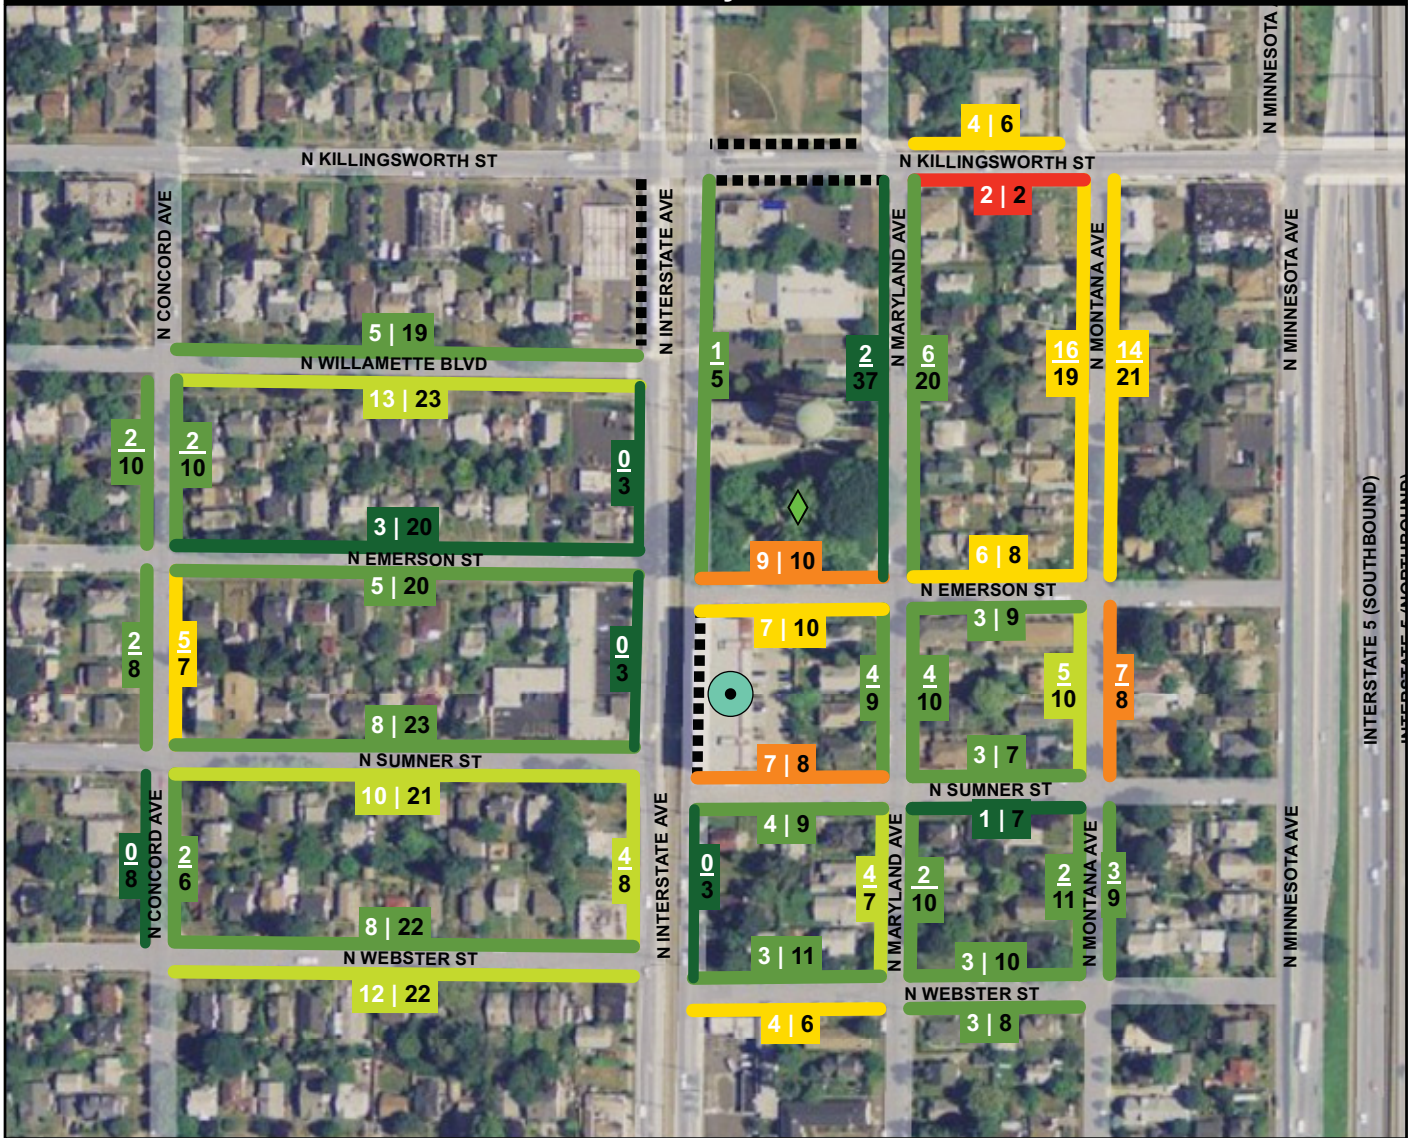 N MINNESOTA
4 | 6
N KILLINGSWORTH ST
N KILLINGSWORTH ST
2 | 2
N CONCORD AVE
N INTERSTATE AVE
N MARYLAND AVE
N MONTANA AVE
N MINNESOTA AVE
5 | 19
N WILLAMETTE BLVD
13 | 23
1
5
2
37
6
20
16
19
14
21
2
10
2
10
0
3
3 | 20
N EMERSON ST
5 | 20
9 | 10
6 | 8
N EMERSON ST
7 | 10
3 | 9
INTERSTATE 5 (SOUTHBOUND)
INTERSTATE 5 (NORTHBOUND)
2
8
5
7
0
3
4
9
4
10
5
10
7
8
8 | 23
N SUMNER ST
7 | 8
3 | 7
N SUMNER ST
10 | 21
4 | 9
1 | 7
N CONCORD AVE
N INTERSTATE AVE
N MARYLAND AVE
N MONTANA AVE
N MINNESOTA AVE
0
8
2
6
4
8
0
3
4
7
2
10
2
11
3
9
8 | 22
N WEBSTER ST
3 | 11
3 | 10
N WEBSTER ST
12 | 22
4 | 6
3 | 8